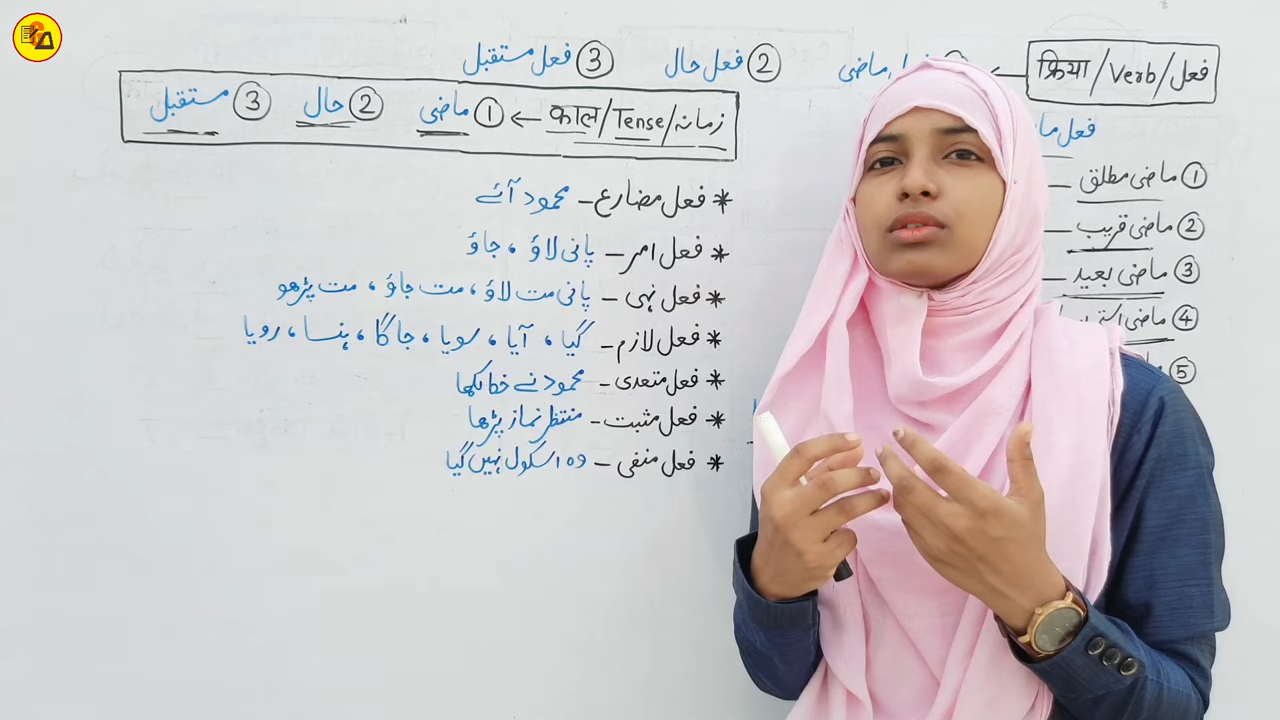 فعل / Verb / क्रिया ← ماضی ② فعل حال ③ فعل مستقبل
زمانہ / Tense / काल ← ① ماضی ② حال ③ مستقبل
فعل
① ماضی مطلق
② ماضی قریب
③ ماضی بعید
④ ماضی
⑤
* فعل مضارع - محمود آئے
* فعل امر - پانی لاؤ، جاؤ
* فعل نہی - پانی مت لاؤ، مت جاؤ، مت پڑھو
* فعل لازم - گیا، آیا، سویا، جاگا، ہنسا، رویا
* فعل متعدی - محمود نے خط لکھا
* فعل مثبت - منتظر نماز پڑھا
* فعل منفی - وہ اسکول نہیں گیا